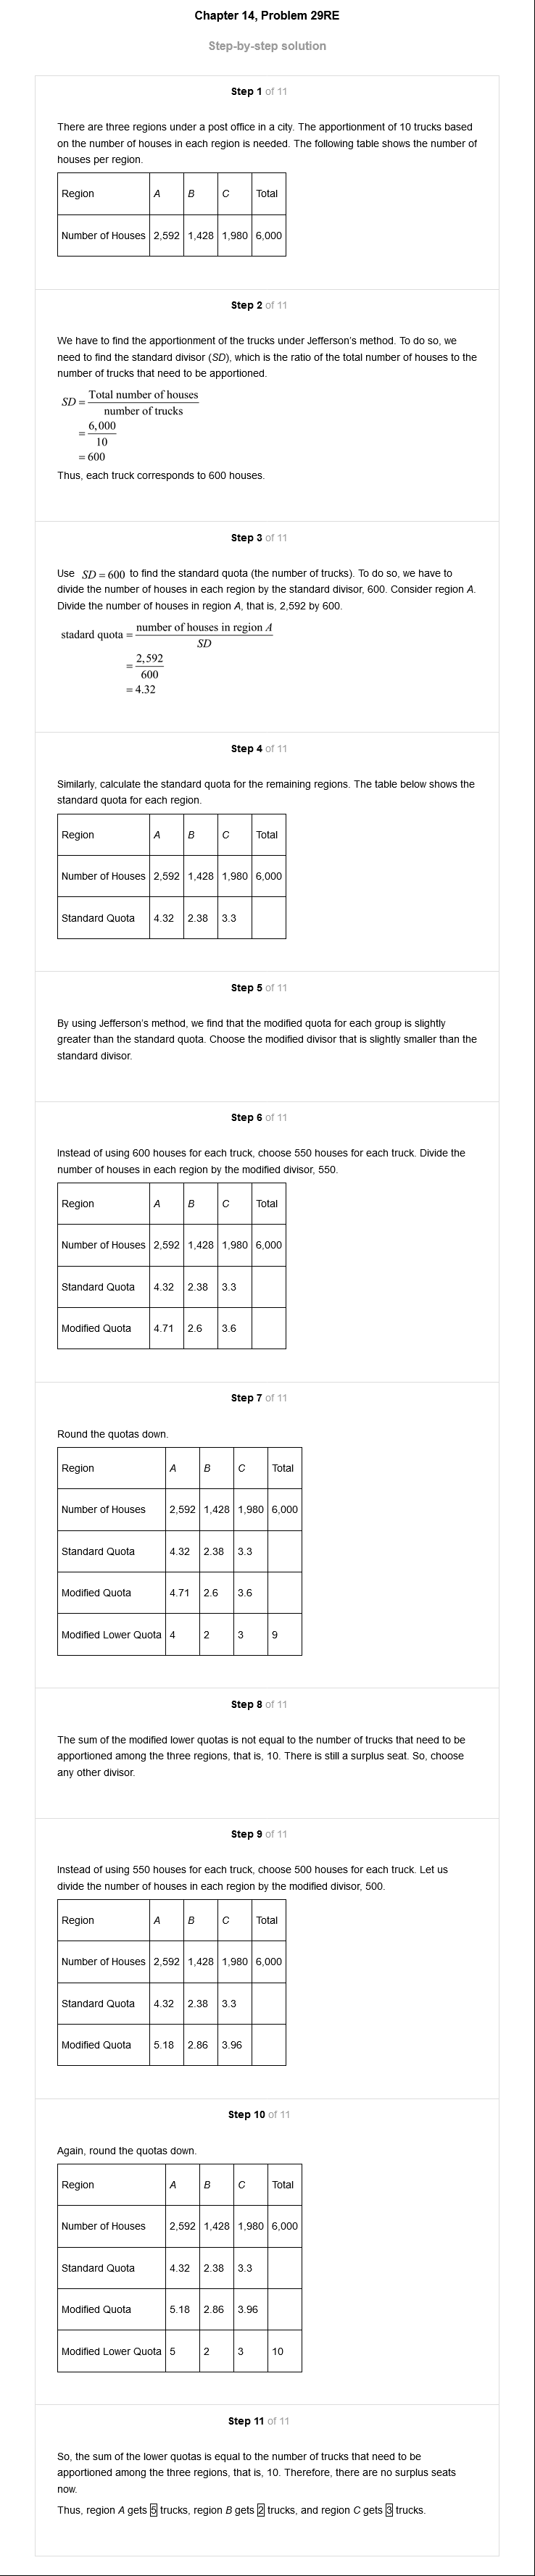 Chapter 14, Problem 29RE
Step-by-step solution
Step 1 of 11
There are three regions under a post office in a city. The apportionment of 10 trucks based
on the number of houses in each region is needed. The following table shows the number of
houses per region.
Region A B C Total
Number of Houses 2,592 1,428 1,980 6,000
Step 2 of 11
We have to find the apportionment of the trucks under Jefferson's method. To do so, we
need to find the standard divisor (SD), which is the ratio of the total number of houses to the
number of trucks that need to be apportioned.
SD = Total number of houses / number of trucks
= 6,000 / 10
= 600
Thus, each truck corresponds to 600 houses.
Step 3 of 11
Use SD = 600 to find the standard quota (the number of trucks). To do so, we have to
divide the number of houses in each region by the standard divisor, 600. Consider region A.
Divide the number of houses in region A, that is, 2,592 by 600.
stadard quota = number of houses in region A / SD
= 2,592 / 600
= 4.32
Step 4 of 11
Similarly, calculate the standard quota for the remaining regions. The table below shows the
standard quota for each region.
Region A B C Total
Number of Houses 2,592 1,428 1,980 6,000
Standard Quota 4.32 2.38 3.3
Step 5 of 11
By using Jefferson's method, we find that the modified quota for each group is slightly
greater than the standard quota. Choose the modified divisor that is slightly smaller than the
standard divisor.
Step 6 of 11
Instead of using 600 houses for each truck, choose 550 houses for each truck. Divide the
number of houses in each region by the modified divisor, 550.
Region A B C Total
Number of Houses 2,592 1,428 1,980 6,000
Standard Quota 4.32 2.38 3.3
Modified Quota 4.71 2.6 3.6
Step 7 of 11
Round the quotas down.
Region A B C Total
Number of Houses 2,592 1,428 1,980 6,000
Standard Quota 4.32 2.38 3.3
Modified Quota 4.71 2.6 3.6
Modified Lower Quota 4 2 3 9
Step 8 of 11
The sum of the modified lower quotas is not equal to the number of trucks that need to be
apportioned among the three regions, that is, 10. There is still a surplus seat. So, choose
any other divisor.
Step 9 of 11
Instead of using 550 houses for each truck, choose 500 houses for each truck. Let us
divide the number of houses in each region by the modified divisor, 500.
Region A B C Total
Number of Houses 2,592 1,428 1,980 6,000
Standard Quota 4.32 2.38 3.3
Modified Quota 5.18 2.86 3.96
Step 10 of 11
Again, round the quotas down.
Region A B C Total
Number of Houses 2,592 1,428 1,980 6,000
Standard Quota 4.32 2.38 3.3
Modified Quota 5.18 2.86 3.96
Modified Lower Quota 5 2 3 10
Step 11 of 11
So, the sum of the lower quotas is equal to the number of trucks that need to be
apportioned among the three regions, that is, 10. Therefore, there are no surplus seats
now.
Thus, region A gets 5 trucks, region B gets 2 trucks, and region C gets 3 trucks.